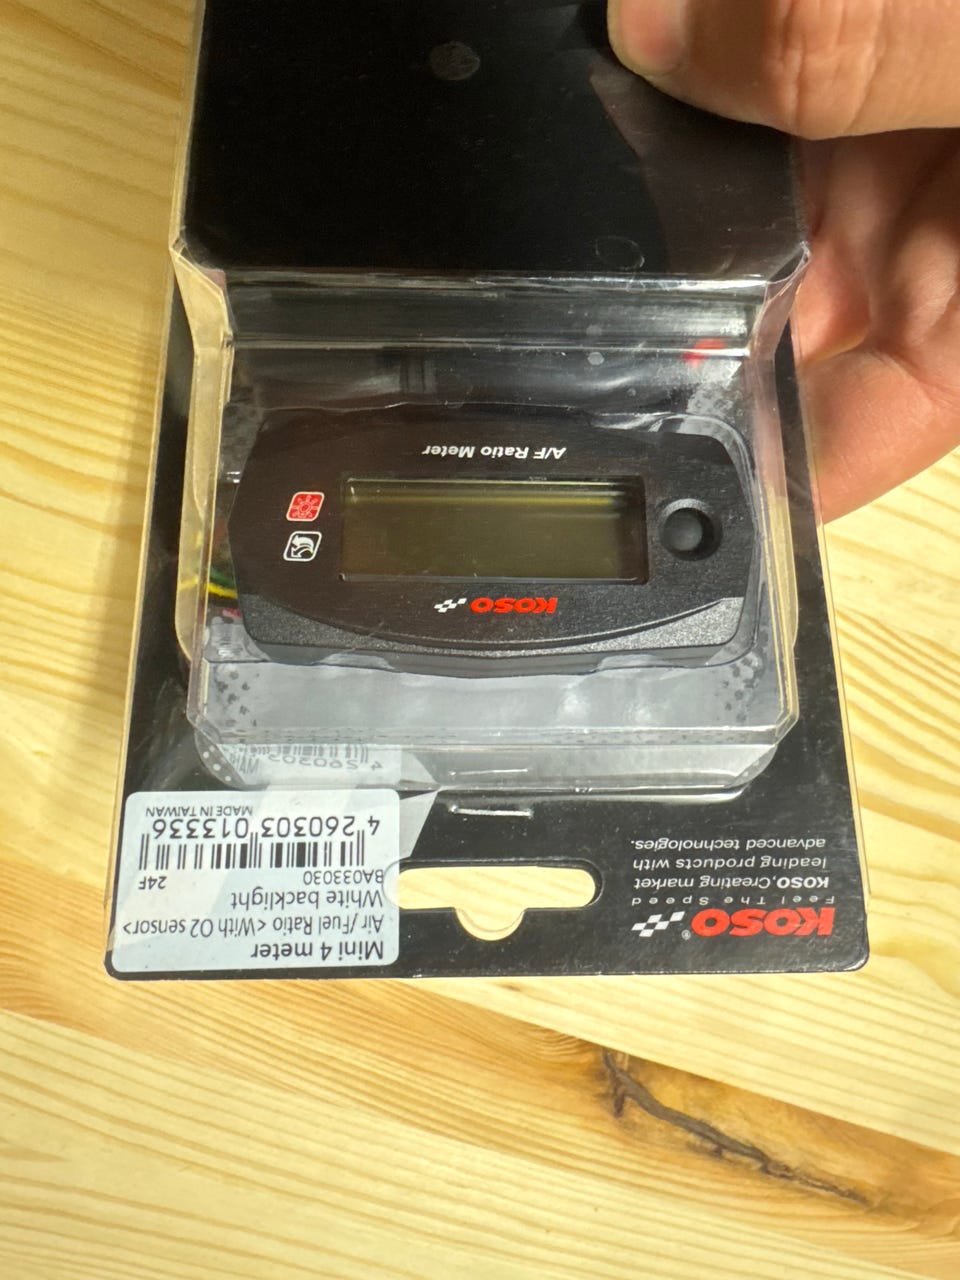 KOSO®
Feel The Speed
KOSO,Creating market
leading products with
advanced technologies.
Mini 4 meter
Air/Fuel Ratio <With O2 sensor>
White backlight
BA033030
24F
4 260303 013336
MADE IN TAIWAN
KOSO
A/F Ratio Meter